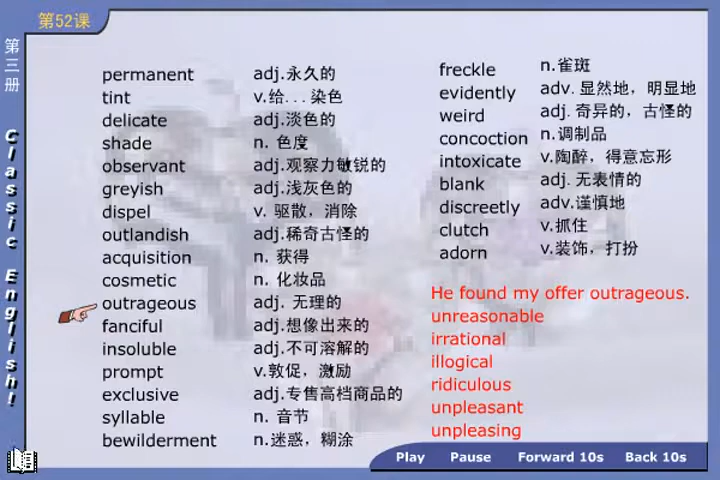 第52课
第三册
Classic English!
permanent adj.永久的
tint v.给...染色
delicate adj.淡色的
shade n. 色度
observant adj.观察力敏锐的
greyish adj.浅灰色的
dispel v. 驱散，消除
outlandish adj.稀奇古怪的
acquisition n. 获得
cosmetic n. 化妆品
outrageous adj. 无理的
fanciful adj.想像出来的
insoluble adj.不可溶解的
prompt v.敦促，激励
exclusive adj.专售高档商品的
syllable n. 音节
bewilderment n.迷惑，糊涂
freckle n.雀斑
evidently adv. 显然地，明显地
weird adj. 奇异的，古怪的
concoction n.调制品
intoxicate v.陶醉，得意忘形
blank adj. 无表情的
discreetly adv.谨慎地
clutch v.抓住
adorn v.装饰，打扮
He found my offer outrageous.
unreasonable
irrational
illogical
ridiculous
unpleasant
unpleasing
Play Pause Forward 10s Back 10s